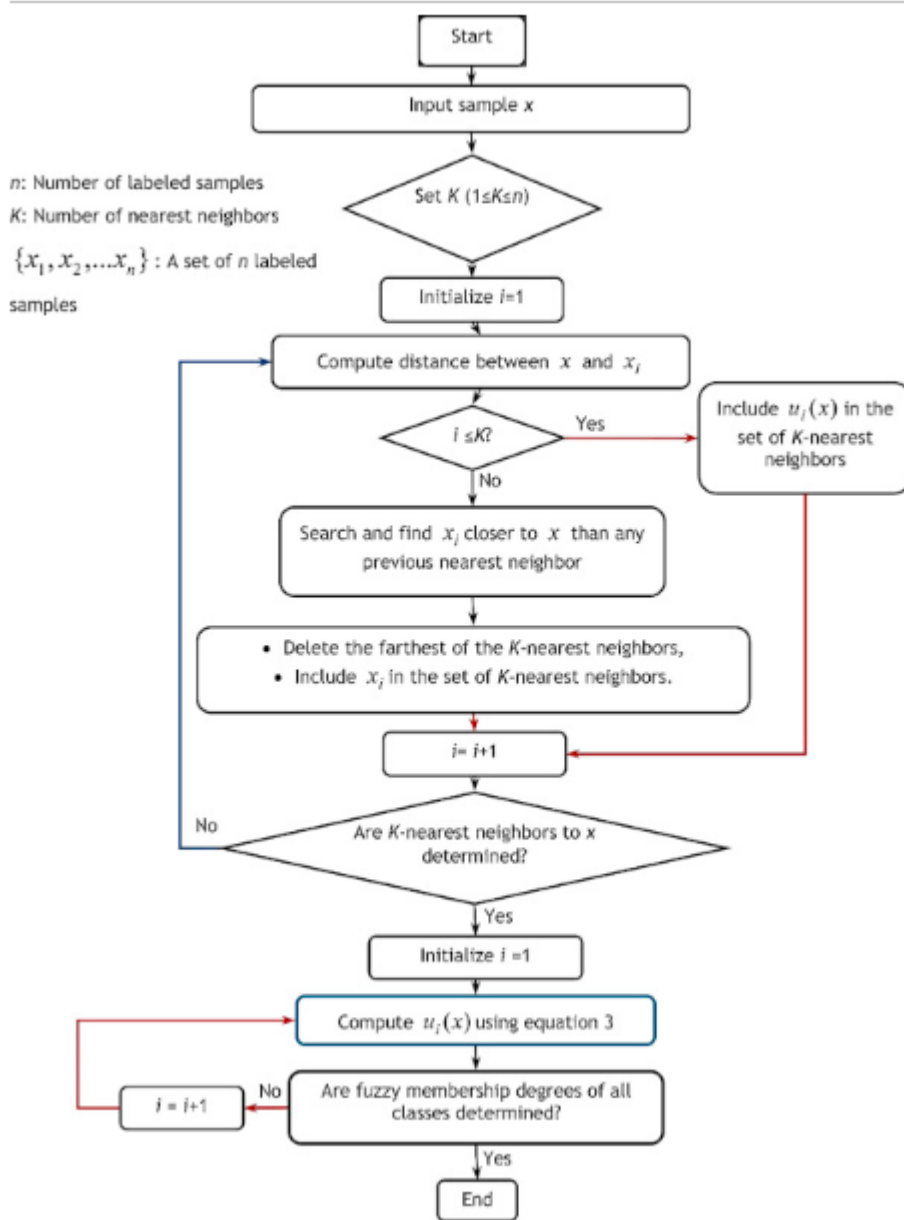 Start
Input sample x
n: Number of labeled samples
K: Number of nearest neighbors
{x₁, x₂,...xₙ} : A set of n labeled
samples
Set K (1≤K≤n)
Initialize i=1
Compute distance between x and xᵢ
i ≤K?
Yes
Include uᵢ(x) in the
set of K-nearest
neighbors
No
Search and find xᵢ closer to x than any
previous nearest neighbor
• Delete the farthest of the K-nearest neighbors,
• Include xᵢ in the set of K-nearest neighbors.
i= i+1
No
Are K-nearest neighbors to x
determined?
Yes
Initialize i =1
Compute uᵢ(x) using equation 3
Are fuzzy membership degrees of all
classes determined?
No
i = i+1
Yes
End